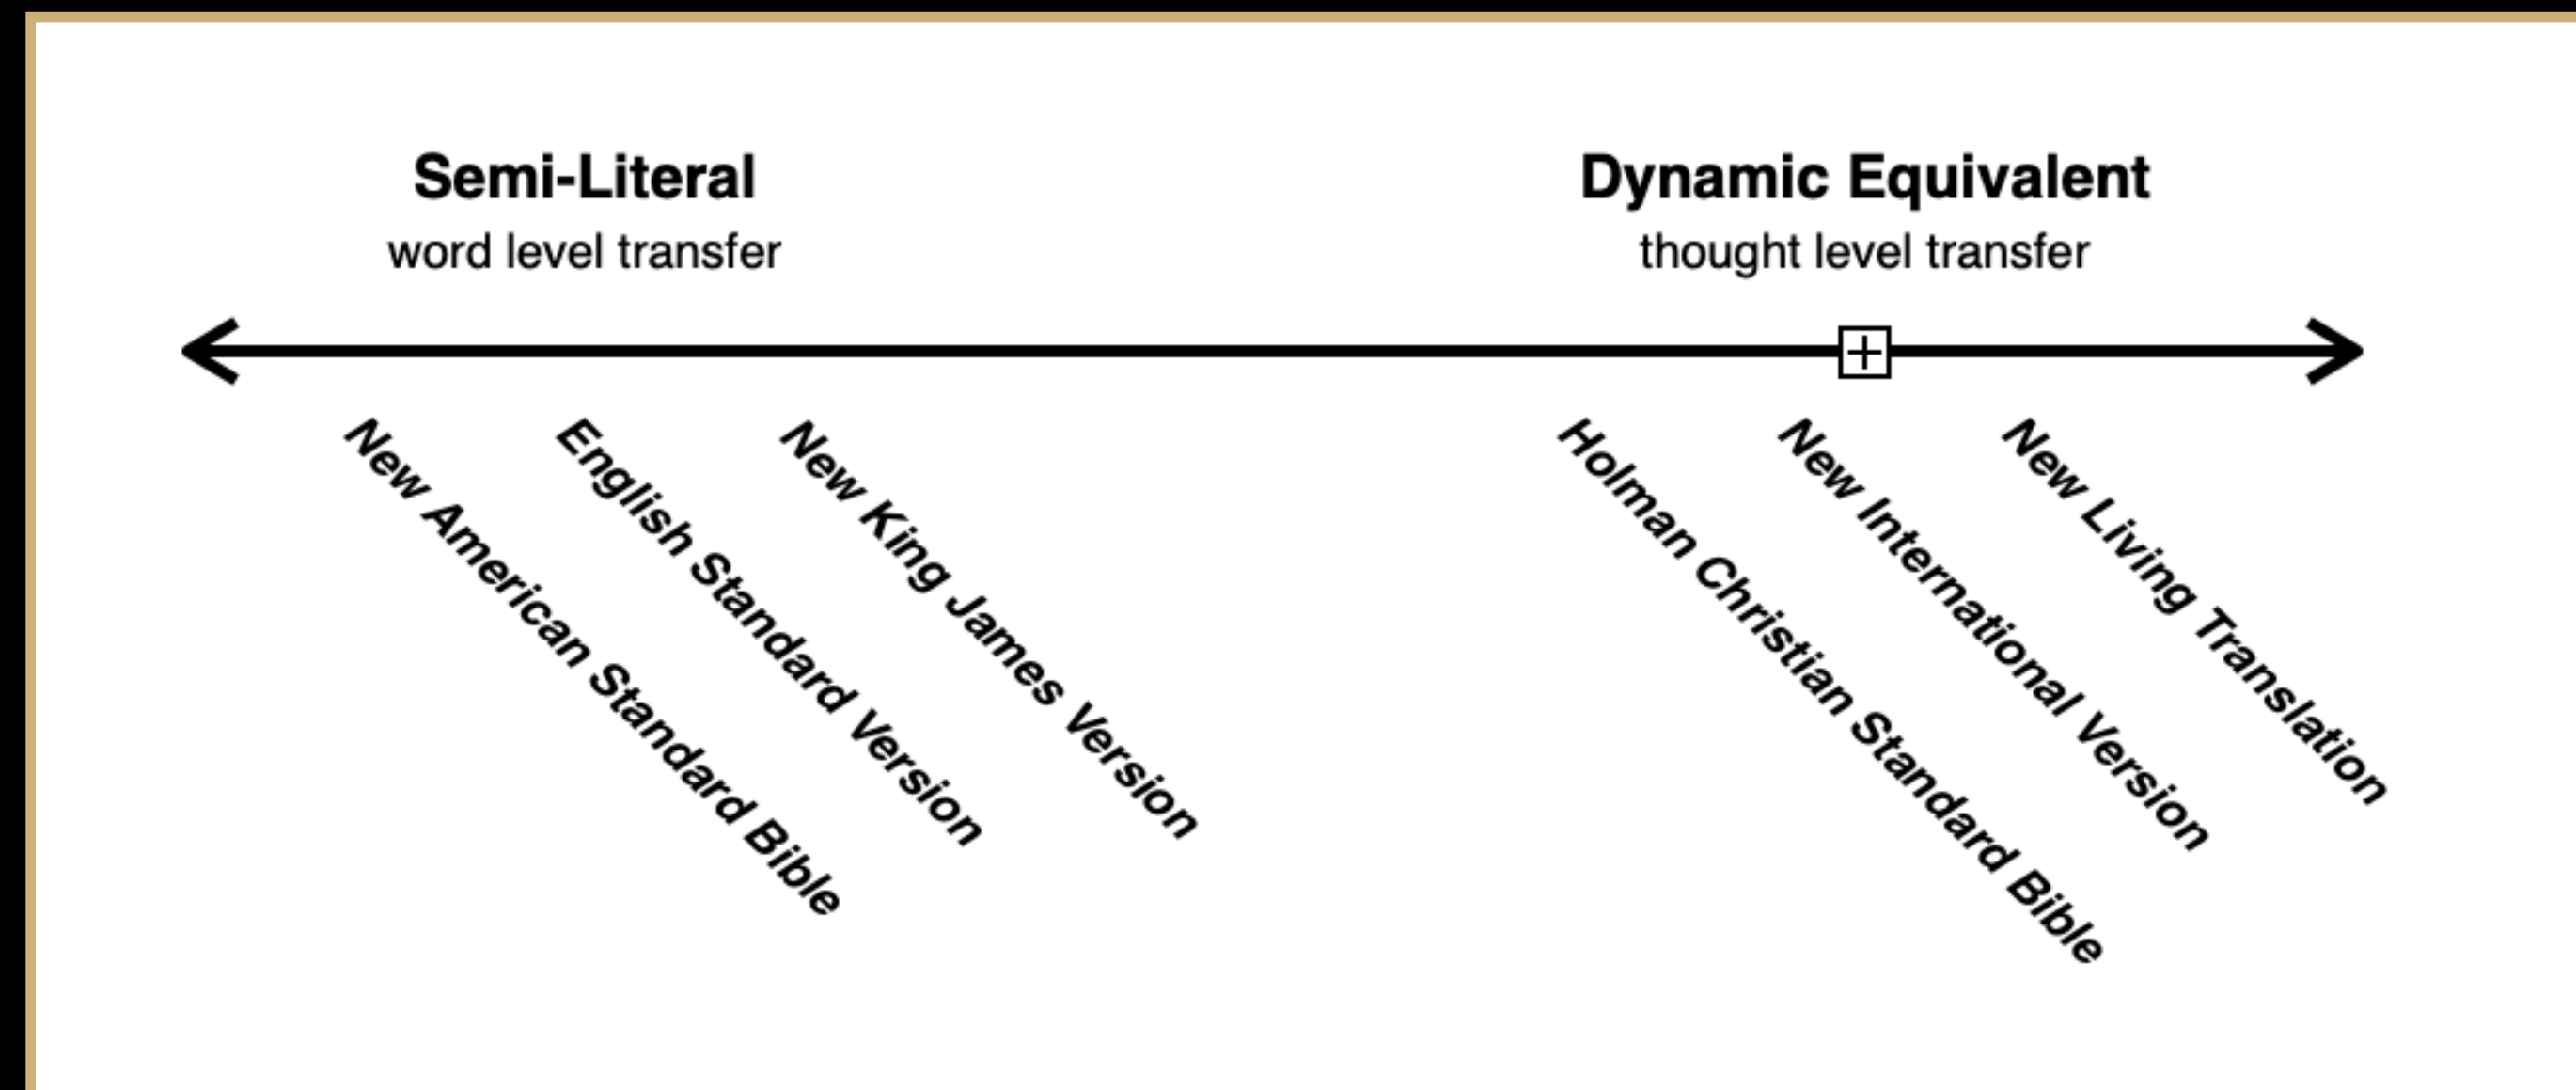 Semi-Literal
word level transfer
Dynamic Equivalent
thought level transfer
New American Standard Bible
English Standard Version
New King James Version
Holman Christian Standard Bible
New International Version
New Living Translation